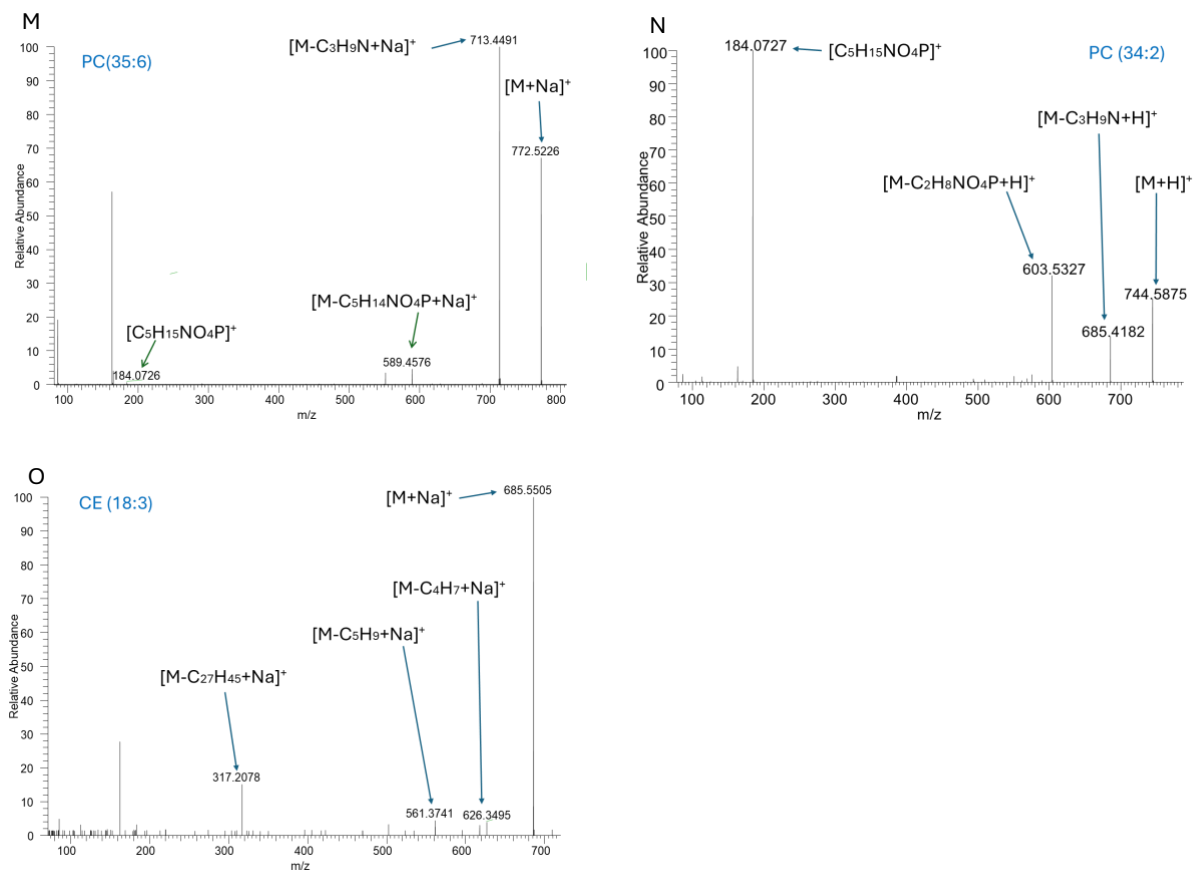 M
PC(35:6)
[M-C₃H₉N+Na]⁺
713.4491
[M+Na]⁺
772.5226
[M-C₅H₁₄NO₄P+Na]⁺
589.4576
[C₅H₁₅NO₄P]⁺
184.0726
Relative Abundance
100
90
80
70
60
50
40
30
20
10
0
100 200 300 400 500 600 700 800
m/z
N
184.0727
[C₅H₁₅NO₄P]⁺
PC (34:2)
[M-C₃H₉N+H]⁺
[M-C₂H₈NO₄P+H]⁺
[M+H]⁺
603.5327
744.5875
685.4182
Relative Abundance
100
90
80
70
60
50
40
30
20
10
0
100 200 300 400 500 600 700
m/z
O
CE (18:3)
[M+Na]⁺
685.5505
[M-C₄H₇+Na]⁺
[M-C₅H₉+Na]⁺
[M-C₂₇H₄₅+Na]⁺
317.2078
561.3741
626.3495
Relative Abundance
100
90
80
70
60
50
40
30
20
10
0
100 200 300 400 500 600 700
m/z